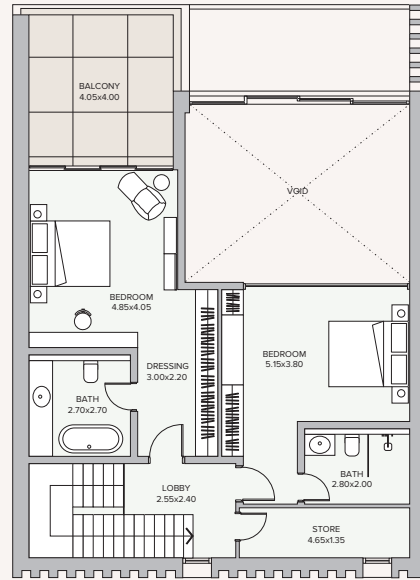 BALCONY
4.05x4.00
VOID
BEDROOM
4.85x4.05
DRESSING
3.00x2.20
BEDROOM
5.15x3.80
BATH
2.70x2.70
BATH
2.80x2.00
LOBBY
2.55x2.40
STORE
4.65x1.35